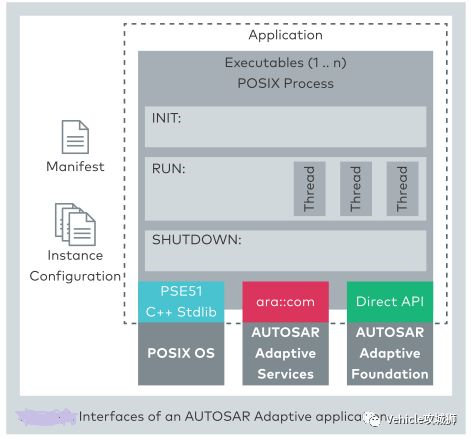 Application
Executables (1 .. n)
POSIX Process
INIT:
RUN:
Thread
Thread
Thread
SHUTDOWN:
Manifest
Instance
Configuration
PSE51
C++ Stdlib
ara::com
Direct API
POSIX OS
AUTOSAR
Adaptive
Services
AUTOSAR
Adaptive
Foundation
Interfaces of an AUTOSAR Adaptive application
Vehicle攻城狮